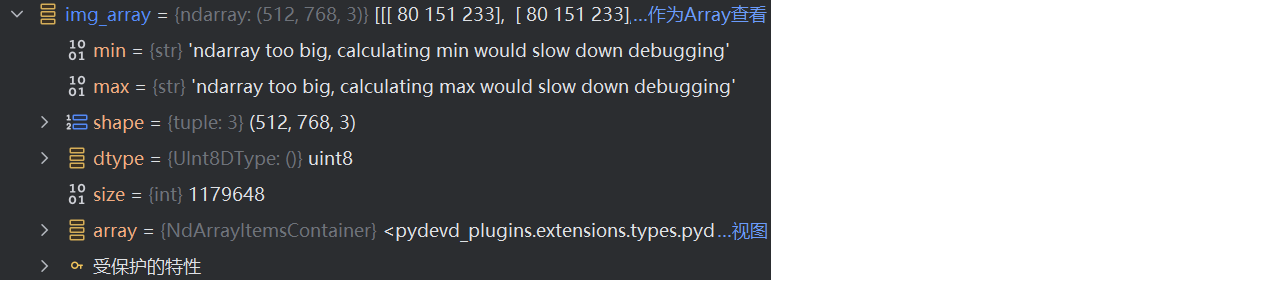 img_array = {ndarray: (512, 768, 3)} [[[ 80 151 233], [ 80 151 233],...作为Array查看
min = {str} 'ndarray too big, calculating min would slow down debugging'
max = {str} 'ndarray too big, calculating max would slow down debugging'
shape = {tuple: 3} (512, 768, 3)
dtype = {UInt8DType: ()} uint8
size = {int} 1179648
array = {NdArrayItemsContainer} <pydevd_plugins.extensions.types.pyd...视图
受保护的特性